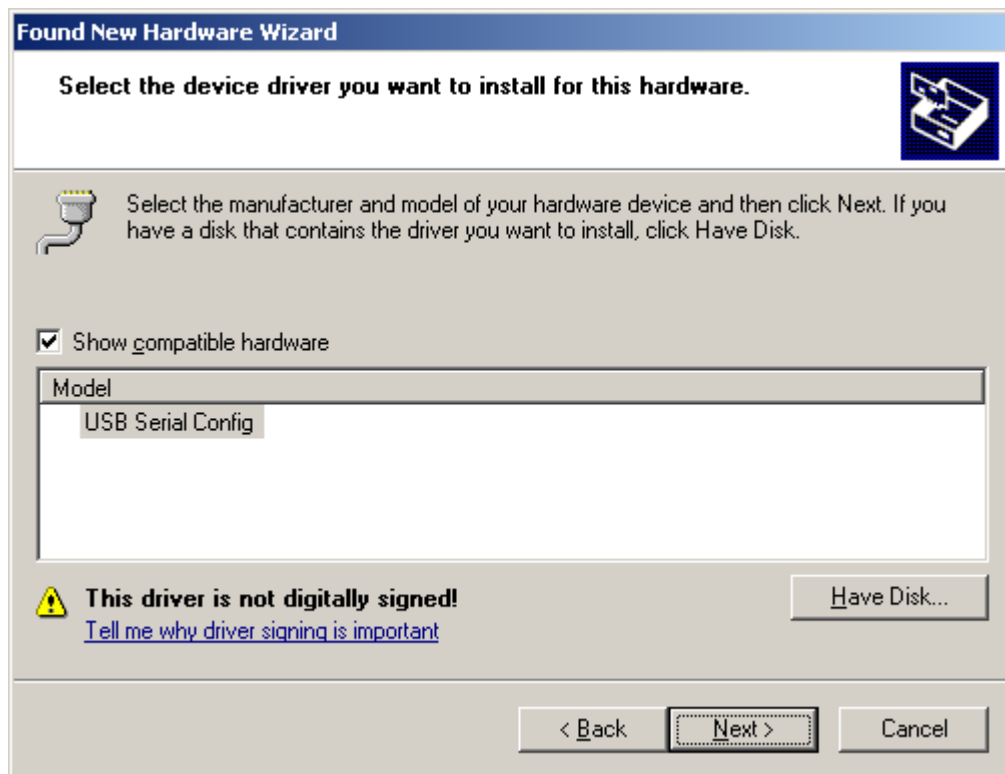 Found New Hardware Wizard
Select the device driver you want to install for this hardware.
Select the manufacturer and model of your hardware device and then click Next. If you
have a disk that contains the driver you want to install, click Have Disk.
Show compatible hardware
Model
USB Serial Config
This driver is not digitally signed!
Have Disk...
Tell me why driver signing is important
< Back
Next >
Cancel